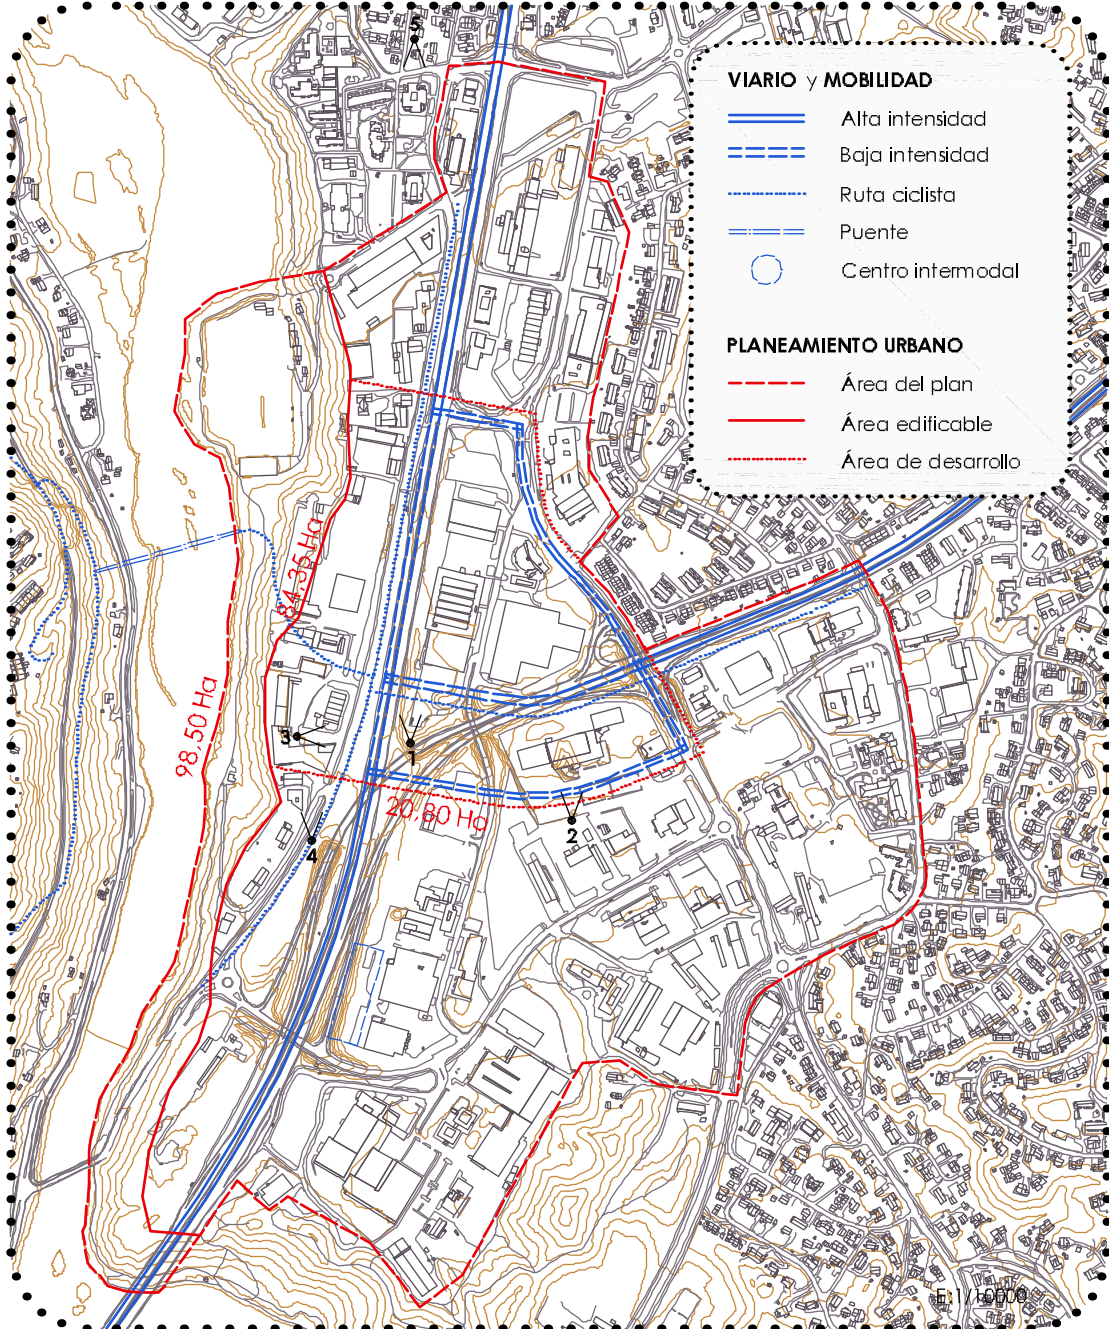 5
VIARIO y MOBILIDAD
Alta intensidad
Baja intensidad
Ruta ciclista
Puente
Centro intermodal
PLANEAMIENTO URBANO
Área del plan
Área edificable
Área de desarrollo
84,35 Ha
98,50 Ha
3
1
20,80 Ha
2
4
E:1/10000